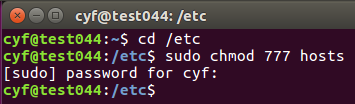 cyf@test044: /etc
cyf@test044:~$ cd /etc
cyf@test044:/etc$ sudo chmod 777 hosts
[sudo] password for cyf:
cyf@test044:/etc$